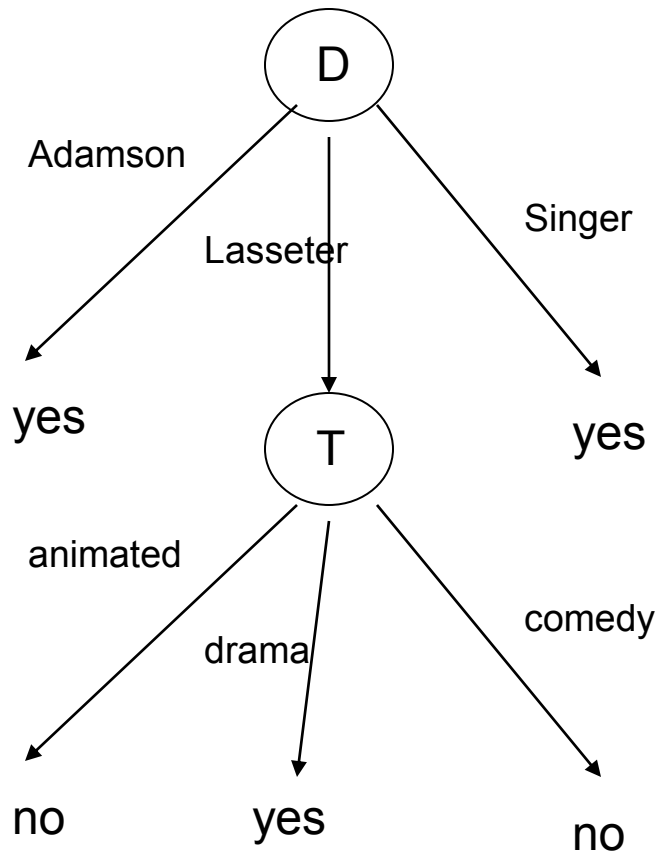 D
Adamson
Singer
Lasseter
yes
yes
T
animated
comedy
drama
no
yes
no